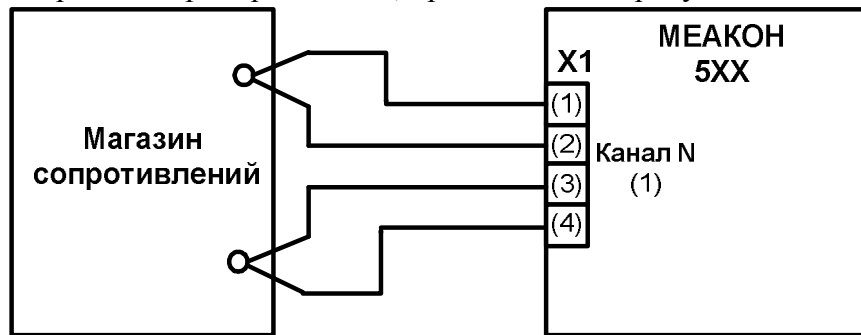 Магазин
сопротивлений
X1
(1)
(2)
(3)
(4)
МЕАКОН
5XX
Канал N
(1)